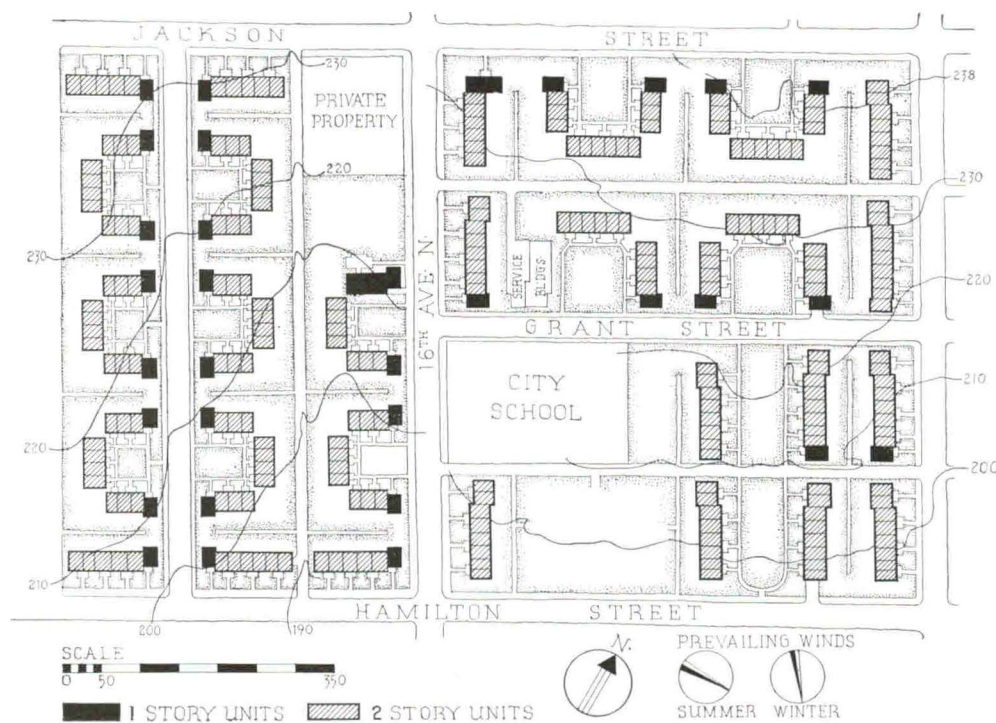 JACKSON STREET
230
238
PRIVATE
PROPERTY
220
230
230
16TH AVE. N.
SERVICE
BLDGS
220
GRANT STREET
CITY
SCHOOL
210
220
200
210
HAMILTON STREET
200
190
SCALE
0 50 350
N.
PREVAILING WINDS
SUMMER WINTER
1 STORY UNITS 2 STORY UNITS